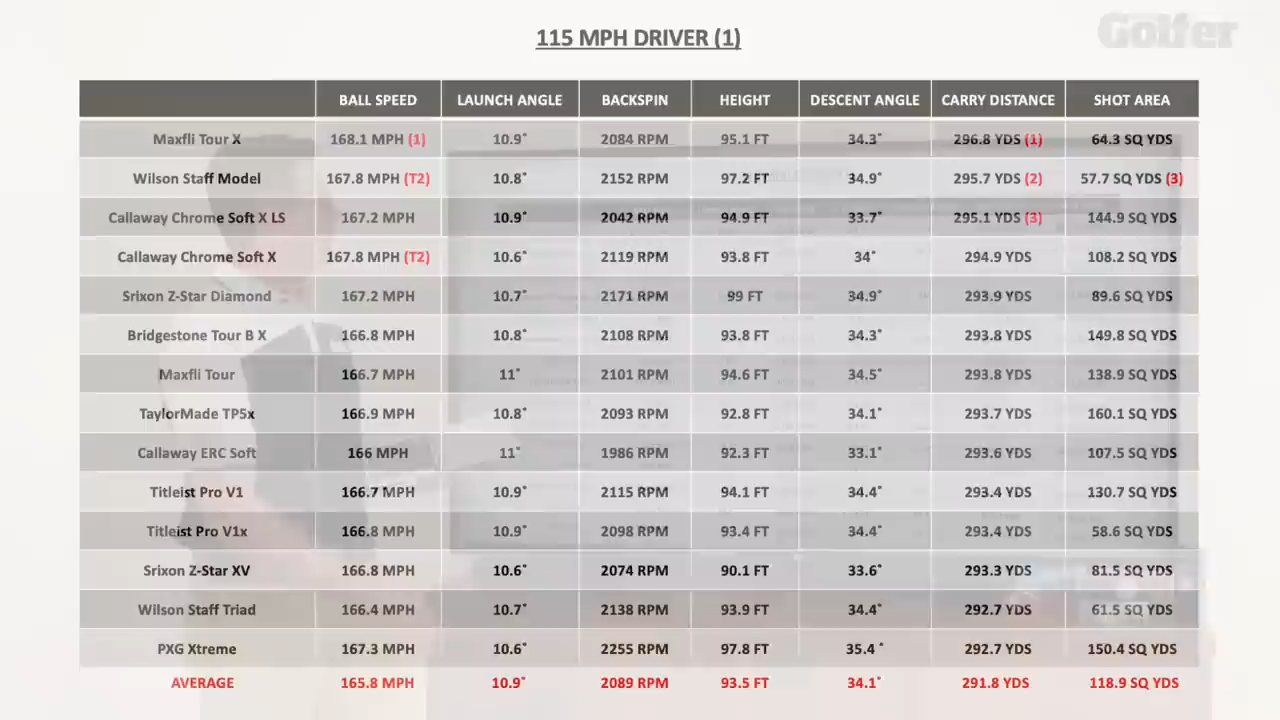 Golfer
115 MPH DRIVER (1)
BALL SPEED LAUNCH ANGLE BACKSPIN HEIGHT DESCENT ANGLE CARRY DISTANCE SHOT AREA
Maxfli Tour X 168.1 MPH (1) 10.9° 2084 RPM 95.1 FT 34.3° 296.8 YDS (1) 64.3 SQ YDS
Wilson Staff Model 167.8 MPH (T2) 10.8° 2152 RPM 97.2 FT 34.9° 295.7 YDS (2) 57.7 SQ YDS (3)
Callaway Chrome Soft X LS 167.2 MPH 10.9° 2042 RPM 94.9 FT 33.7° 295.1 YDS (3) 144.9 SQ YDS
Callaway Chrome Soft X 167.8 MPH (T2) 10.6° 2119 RPM 93.8 FT 34° 294.9 YDS 108.2 SQ YDS
Srixon Z-Star Diamond 167.2 MPH 10.7° 2171 RPM 99 FT 34.9° 293.9 YDS 89.6 SQ YDS
Bridgestone Tour B X 166.8 MPH 10.8° 2108 RPM 93.8 FT 34.3° 293.8 YDS 149.8 SQ YDS
Maxfli Tour 166.7 MPH 11° 2101 RPM 94.6 FT 34.5° 293.8 YDS 138.9 SQ YDS
TaylorMade TP5x 166.9 MPH 10.8° 2093 RPM 92.8 FT 34.1° 293.7 YDS 160.1 SQ YDS
Callaway ERC Soft 166 MPH 11° 1986 RPM 92.3 FT 33.1° 293.6 YDS 107.5 SQ YDS
Titleist Pro V1 166.7 MPH 10.9° 2115 RPM 94.1 FT 34.4° 293.4 YDS 130.7 SQ YDS
Titleist Pro V1x 166.8 MPH 10.9° 2098 RPM 93.4 FT 34.4° 293.4 YDS 58.6 SQ YDS
Srixon Z-Star XV 166.8 MPH 10.6° 2074 RPM 90.1 FT 33.6° 293.3 YDS 81.5 SQ YDS
Wilson Staff Triad 166.4 MPH 10.7° 2138 RPM 93.9 FT 34.4° 292.7 YDS 61.5 SQ YDS
PXG Xtreme 167.3 MPH 10.6° 2255 RPM 97.8 FT 35.4 ° 292.7 YDS 150.4 SQ YDS
AVERAGE 165.8 MPH 10.9° 2089 RPM 93.5 FT 34.1° 291.8 YDS 118.9 SQ YDS